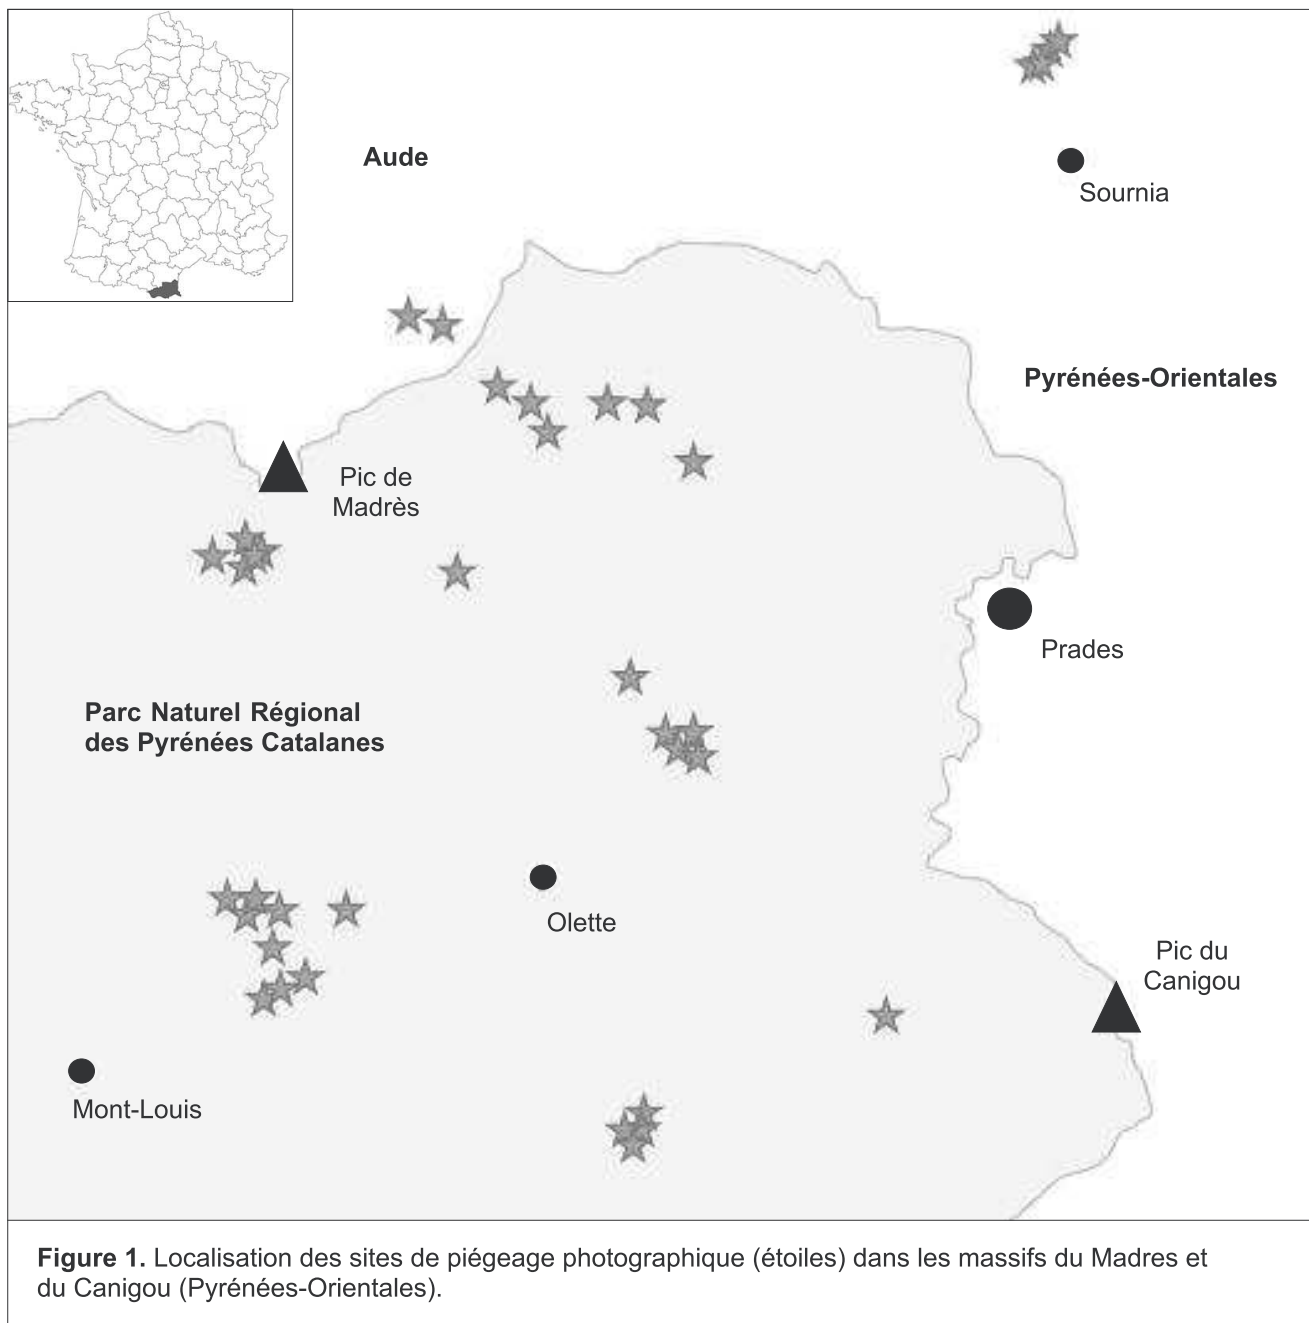 Aude
Sournia
Pyrénées-Orientales
Pic de
Madrès
Prades
Parc Naturel Régional
des Pyrénées Catalanes
Olette
Pic du
Canigou
Mont-Louis
Figure 1. Localisation des sites de piégeage photographique (étoiles) dans les massifs du Madres et
du Canigou (Pyrénées-Orientales).